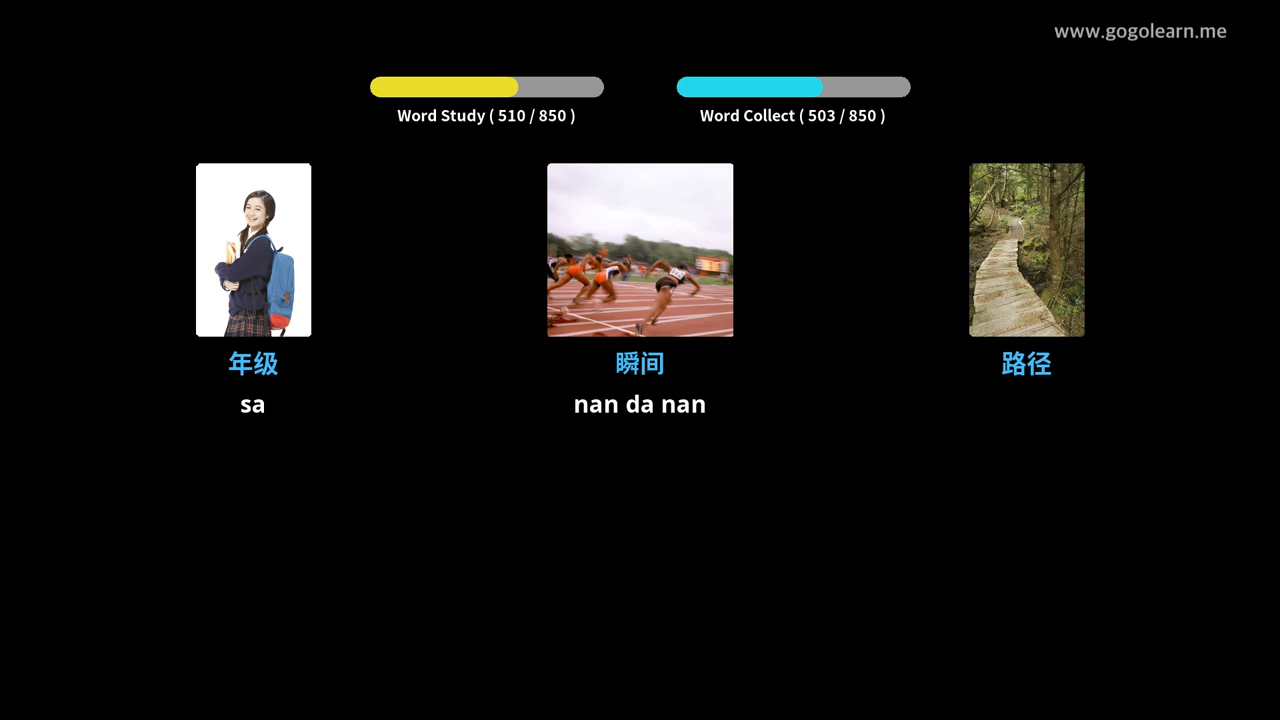 www.gogolearn.me
Word Study ( 510 / 850 )
Word Collect ( 503 / 850 )
年级
瞬间
路径
sa
nan da nan